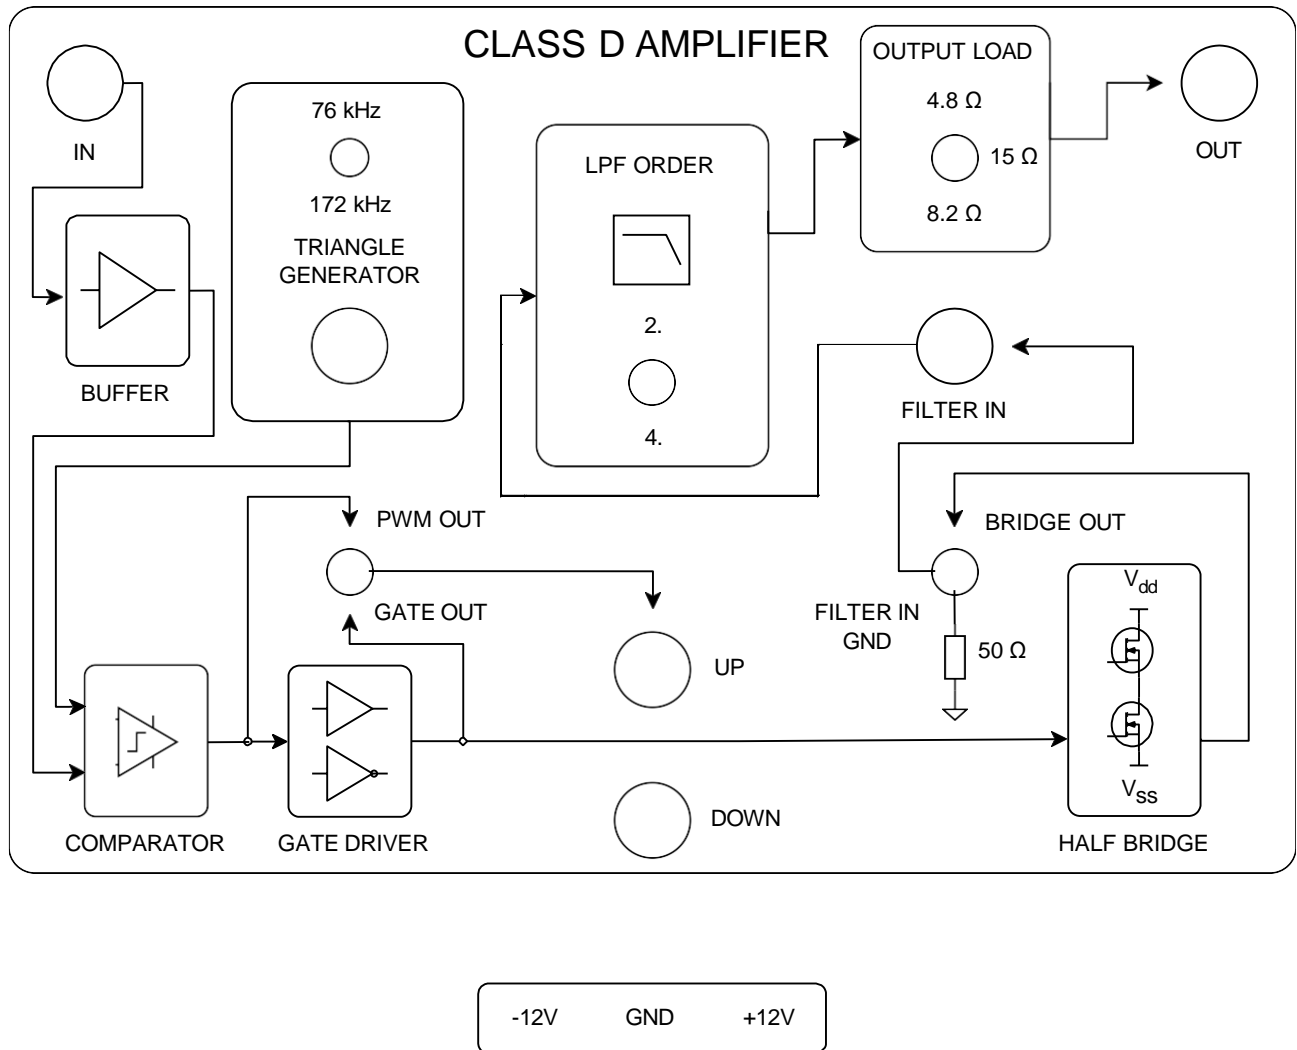 CLASS D AMPLIFIER
IN
76 kHz
172 kHz
TRIANGLE
GENERATOR
BUFFER
LPF ORDER
2.
4.
OUTPUT LOAD
4.8 Ω
15 Ω
8.2 Ω
OUT
FILTER IN
PWM OUT
GATE OUT
BRIDGE OUT
FILTER IN
GND
50 Ω
UP
DOWN
Vdd
VSS
COMPARATOR
GATE DRIVER
HALF BRIDGE
-12V GND +12V